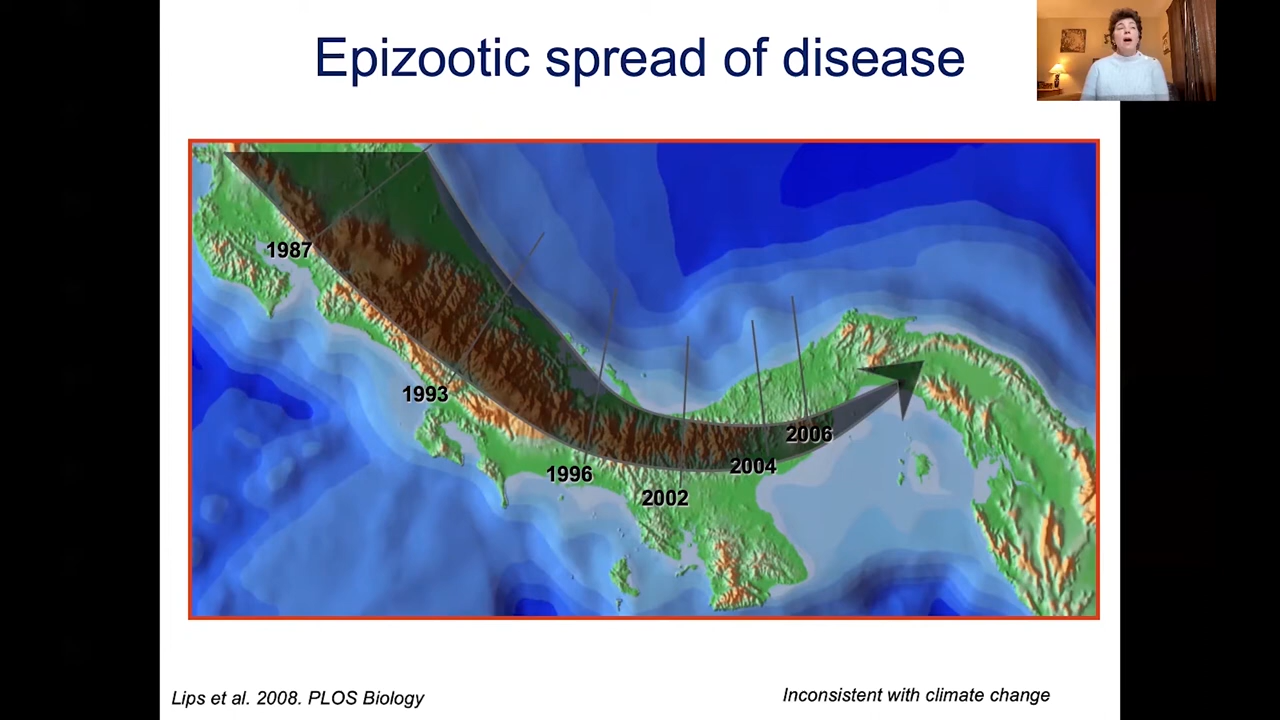 Epizootic spread of disease
1987
1993
1996
2002
2004
2006
Lips et al. 2008. PLOS Biology
Inconsistent with climate change